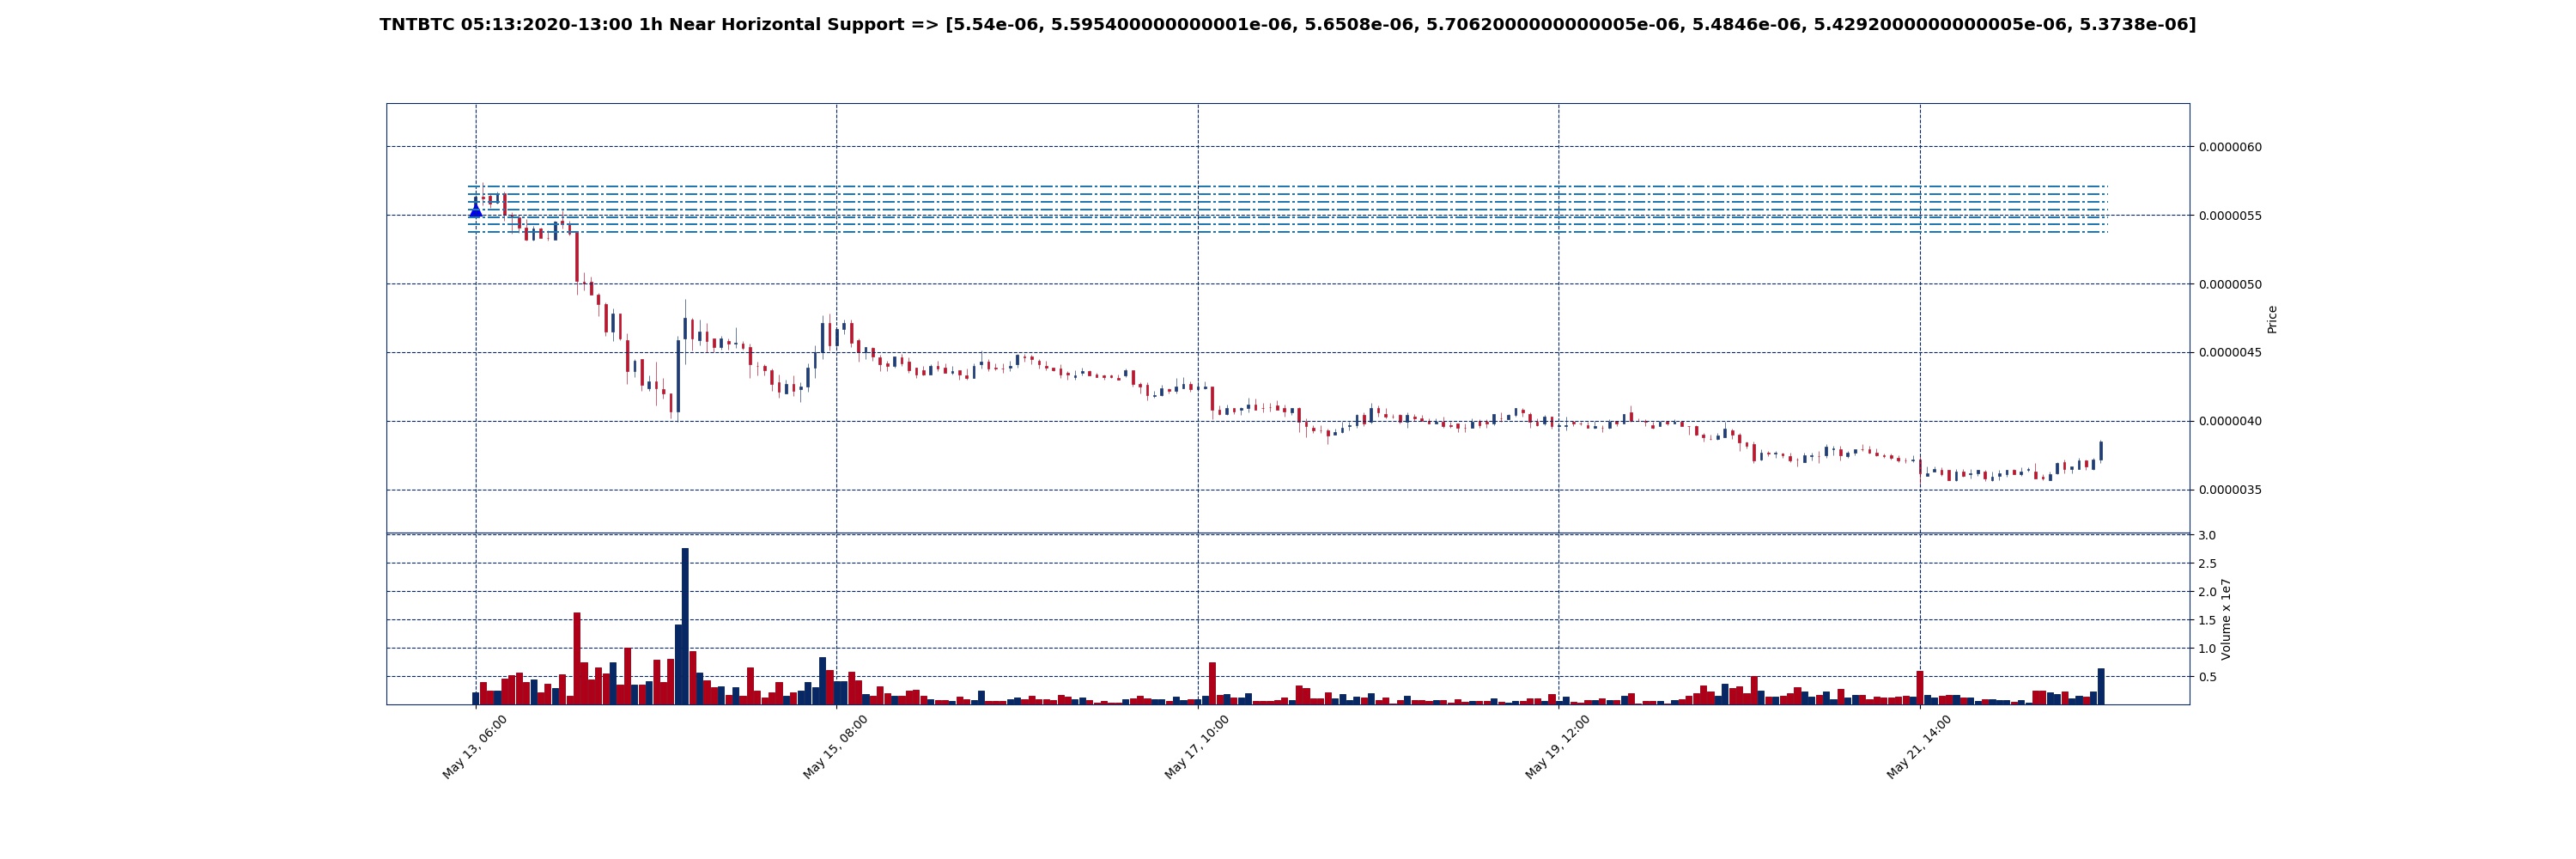 TNTBTC 05:13:2020-13:00 1h Near Horizontal Support => [5.54e-06, 5.595400000000001e-06, 5.6508e-06, 5.7062000000000005e-06, 5.4846e-06, 5.4292000000000005e-06, 5.3738e-06]
0.0000060
0.0000055
0.0000050
0.0000045
0.0000040
0.0000035
Price
3.0
2.5
2.0
1.5
1.0
0.5
Volume x 1e7
May 13, 06:00
May 15, 08:00
May 17, 10:00
May 19, 12:00
May 21, 14:00